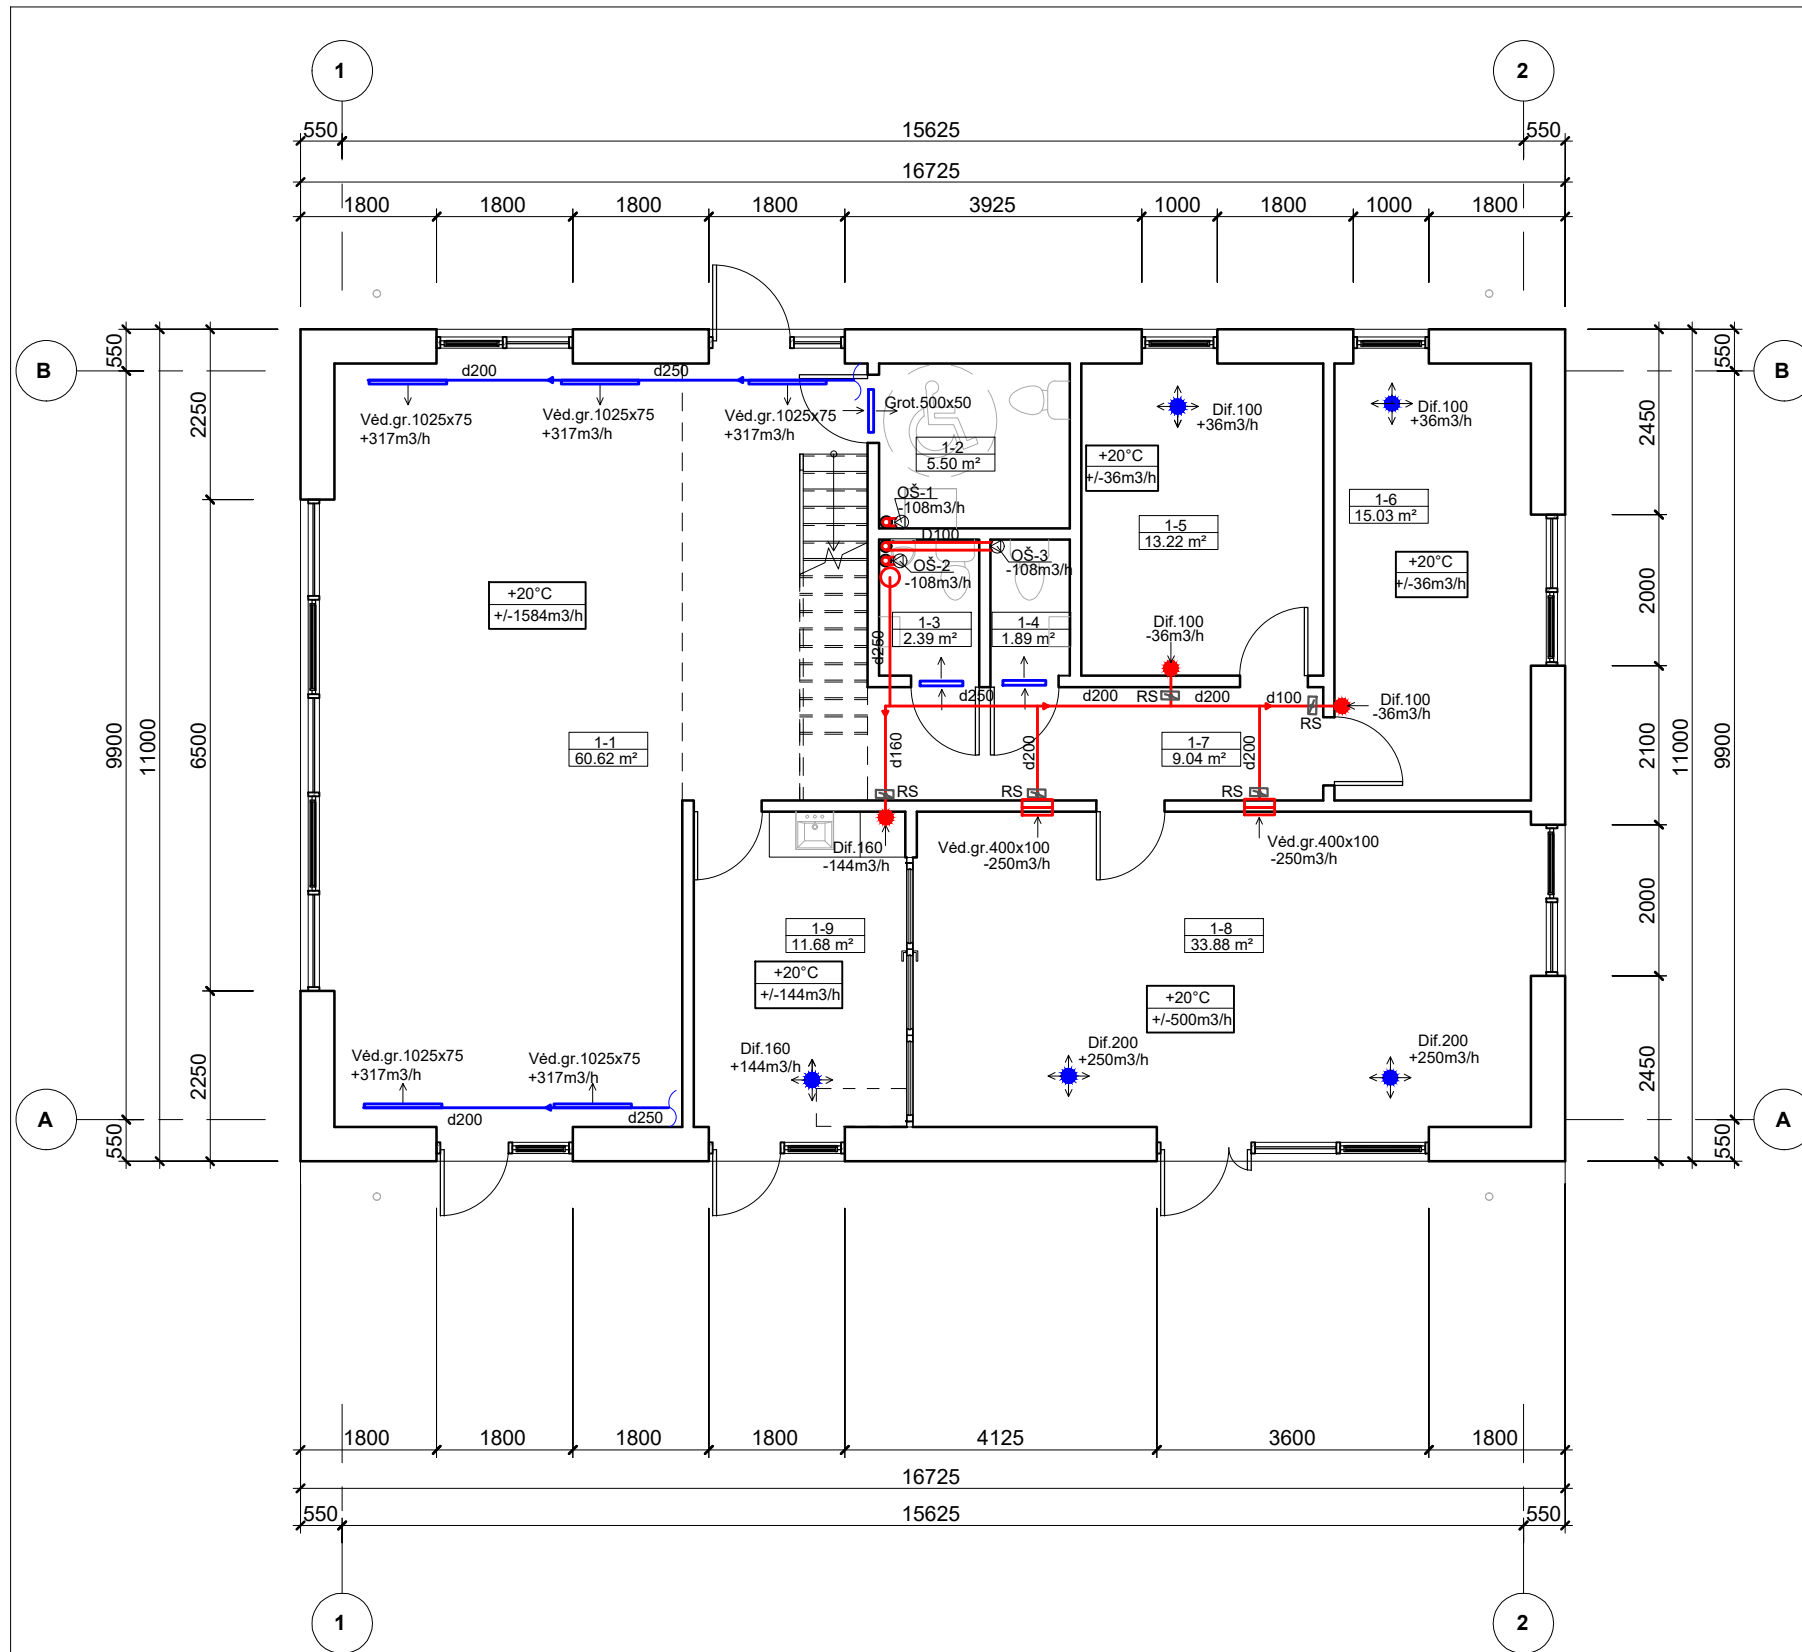 1
2
550
15625
550
16725
1800
1800
1800
1800
3925
1000
1800
1000
1800
B
B
550
2250
6500
2250
550
9900
11000
550
2450
2000
2100
2000
2450
550
11000
9900
d200
d250
Vėd.gr.1025x75
+317m3/h
Vėd.gr.1025x75
+317m3/h
Vėd.gr.1025x75
+317m3/h
Grot.500x50
1-2
5.50 m²
Dif.100
+36m3/h
Dif.100
+36m3/h
+20°C
+/-36m3/h
OŠ-1
-108m3/h
D100
OŠ-2
-108m3/h
OŠ-3
-108m3/h
1-5
13.22 m²
1-6
15.03 m²
+20°C
+/-36m3/h
+20°C
+/-1584m3/h
1-3
2.39 m²
1-4
1.89 m²
Dif.100
-36m3/h
d250
d250
d200
RS
d200
d100
RS
Dif.100
-36m3/h
1-1
60.62 m²
d160
d200
1-7
9.04 m²
d200
RS
RS
RS
Dif.160
-144m3/h
Vėd.gr.400x100
-250m3/h
Vėd.gr.400x100
-250m3/h
1-9
11.68 m²
1-8
33.88 m²
+20°C
+/-144m3/h
+20°C
+/-500m3/h
Vėd.gr.1025x75
+317m3/h
Vėd.gr.1025x75
+317m3/h
Dif.160
+144m3/h
Dif.200
+250m3/h
Dif.200
+250m3/h
d200
d250
A
A
1800
1800
1800
1800
4125
3600
1800
16725
550
15625
550
1
2